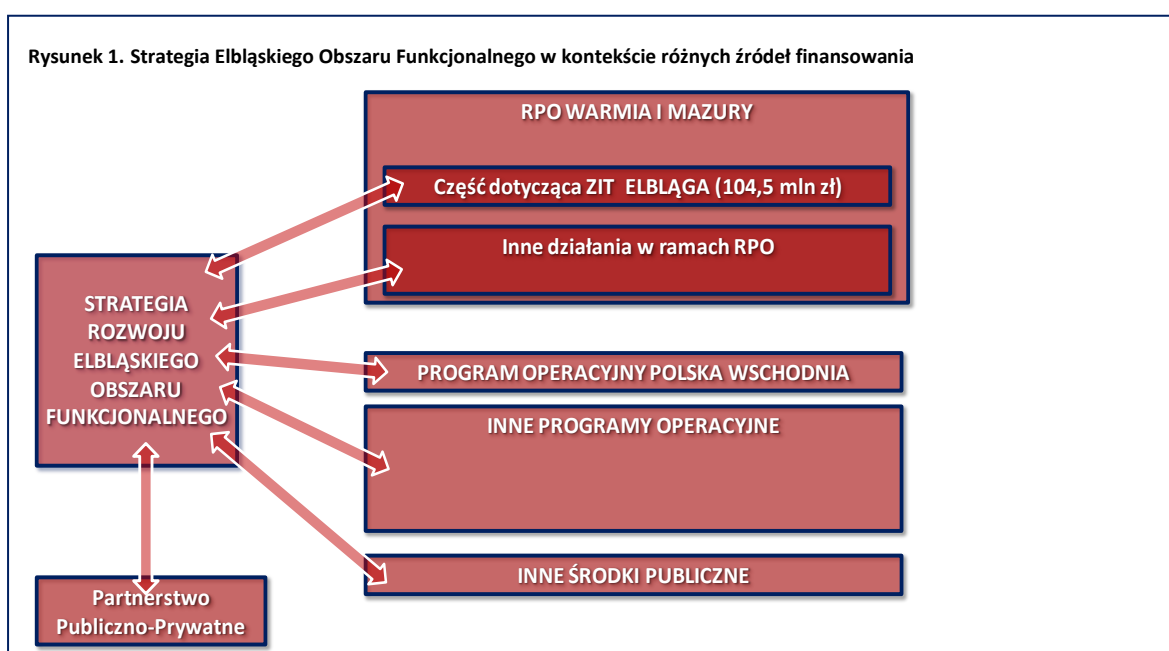 Rysunek 1. Strategia Elbląskiego Obszaru Funkcjonalnego w kontekście różnych źródeł finansowania
RPO WARMIA I MAZURY
Część dotycząca ZIT ELBLĄGA (104,5 mln zł)
Inne działania w ramach RPO
STRATEGIA
ROZWOJU
ELBLĄSKIEGO
OBSZARU
FUNKCJONALNEGO
PROGRAM OPERACYJNY POLSKA WSCHODNIA
INNE PROGRAMY OPERACYJNE
INNE ŚRODKI PUBLICZNE
Partnerstwo
Publiczno-Prywatne